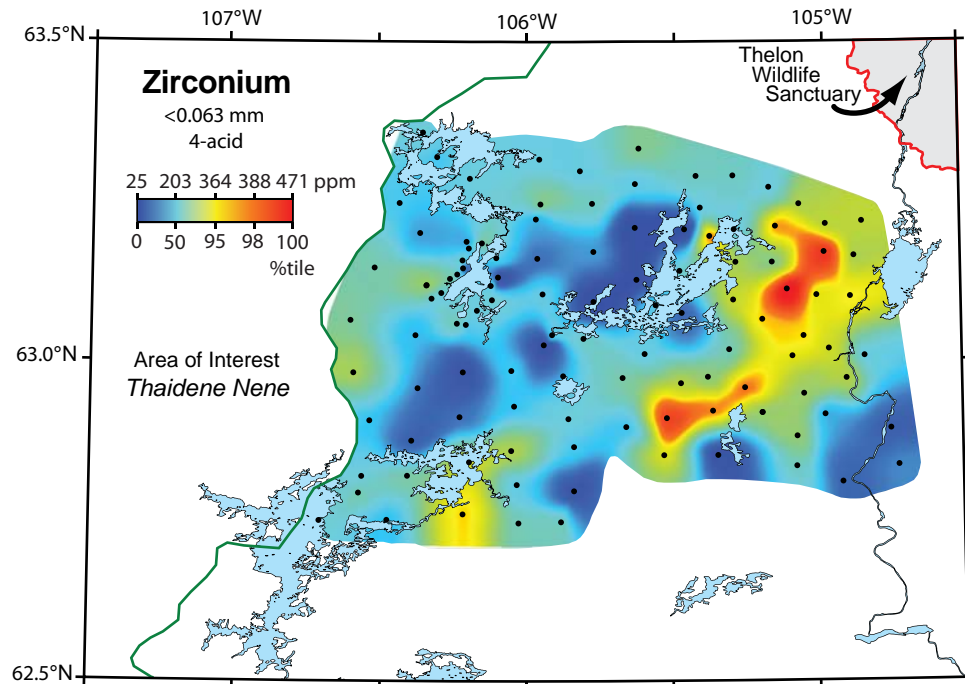 107°W 106°W 105°W
63.5°N
Zirconium
<0.063 mm
4-acid
25 203 364 388 471 ppm
0 50 95 98 100
%tile
Thelon
Wildlife
Sanctuary
63.0°N
Area of Interest
Thaidene Nene
62.5°N